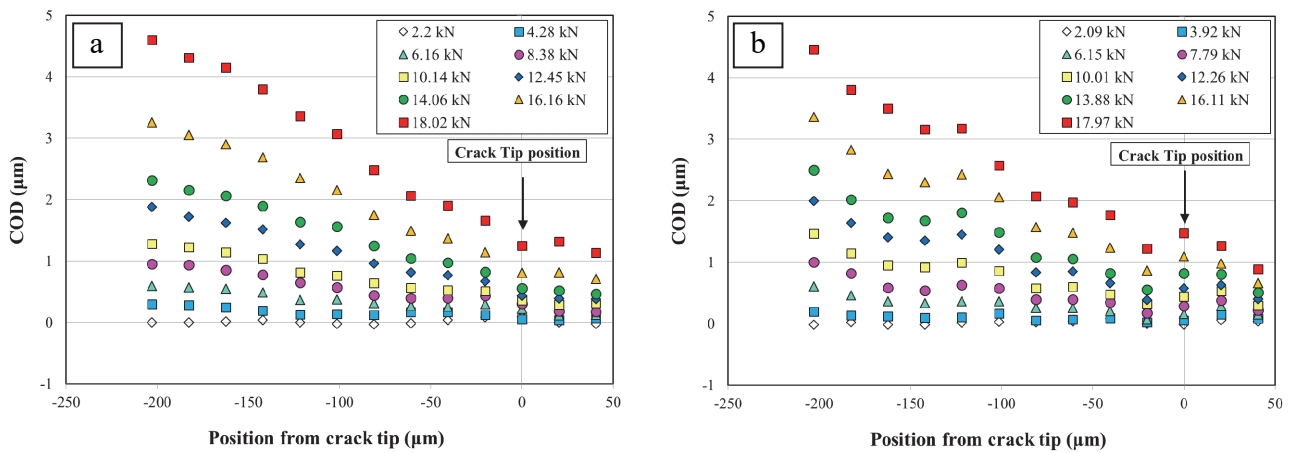 a
2.2 kN
4.28 kN
6.16 kN
8.38 kN
10.14 kN
12.45 kN
14.06 kN
16.16 kN
18.02 kN
Crack Tip position
5
4
3
2
1
0
-1
-250
-200
-150
-100
-50
0
50
COD (μm)
Position from crack tip (μm)
b
2.09 kN
3.92 kN
6.15 kN
7.79 kN
10.01 kN
12.26 kN
13.88 kN
16.11 kN
17.97 kN
Crack Tip position
5
4
3
2
1
0
-1
-250
-200
-150
-100
-50
0
50
COD (μm)
Position from crack tip (μm)